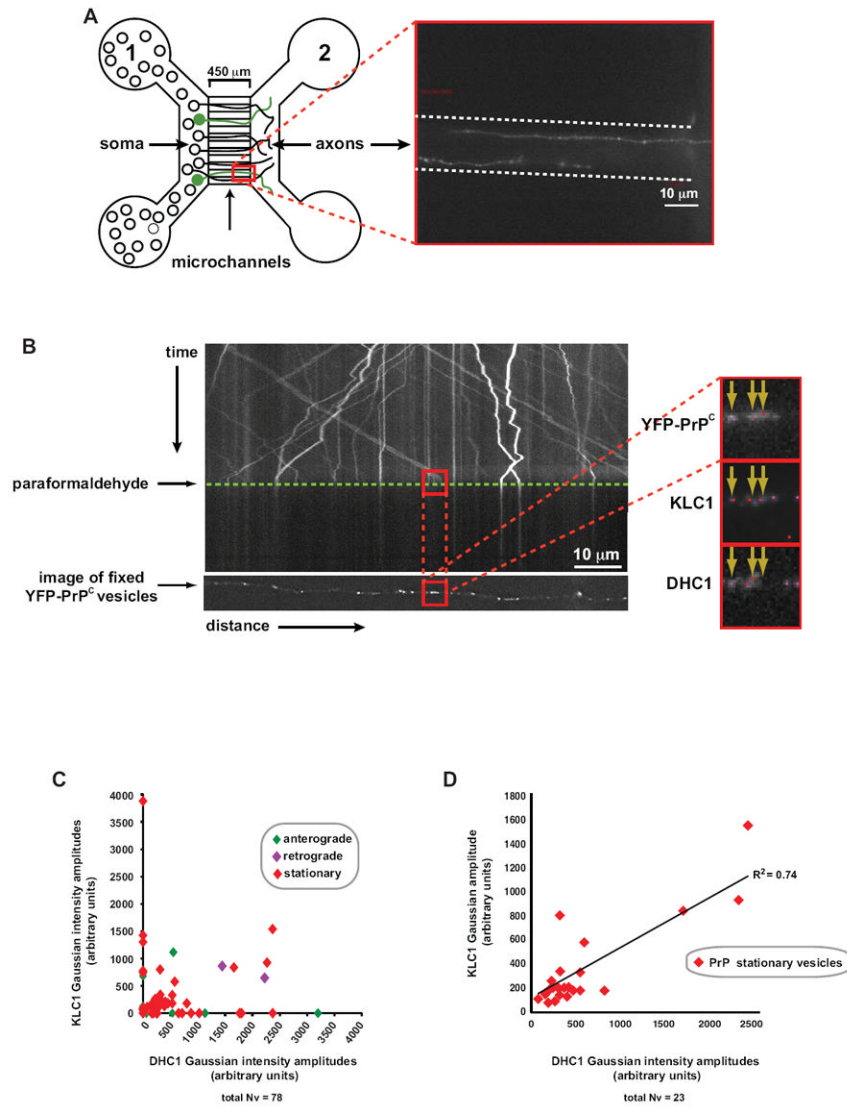 A
1
2
450 µm
soma
axons
microchannels
10 µm
B
time
paraformaldehyde
10 µm
image of fixed
YFP-PrP^C vesicles
distance
YFP-PrP^C
KLC1
DHC1
C
KLC1 Gaussian intensity amplitudes
(arbitrary units)
4000
3500
3000
2500
2000
1500
1000
500
0
anterograde
retrograde
stationary
0
500
1000
1500
2000
2500
3000
3500
4000
DHC1 Gaussian intensity amplitudes
(arbitrary units)
total Nv = 78
D
KLC1 Gaussian amplitude
(arbitrary units)
1800
1600
1400
1200
1000
800
600
400
200
0
R² = 0.74
PrP stationary vesicles
0
500
1000
1500
2000
2500
DHC1 Gaussian intensity amplitudes
(arbitrary units)
total Nv = 23